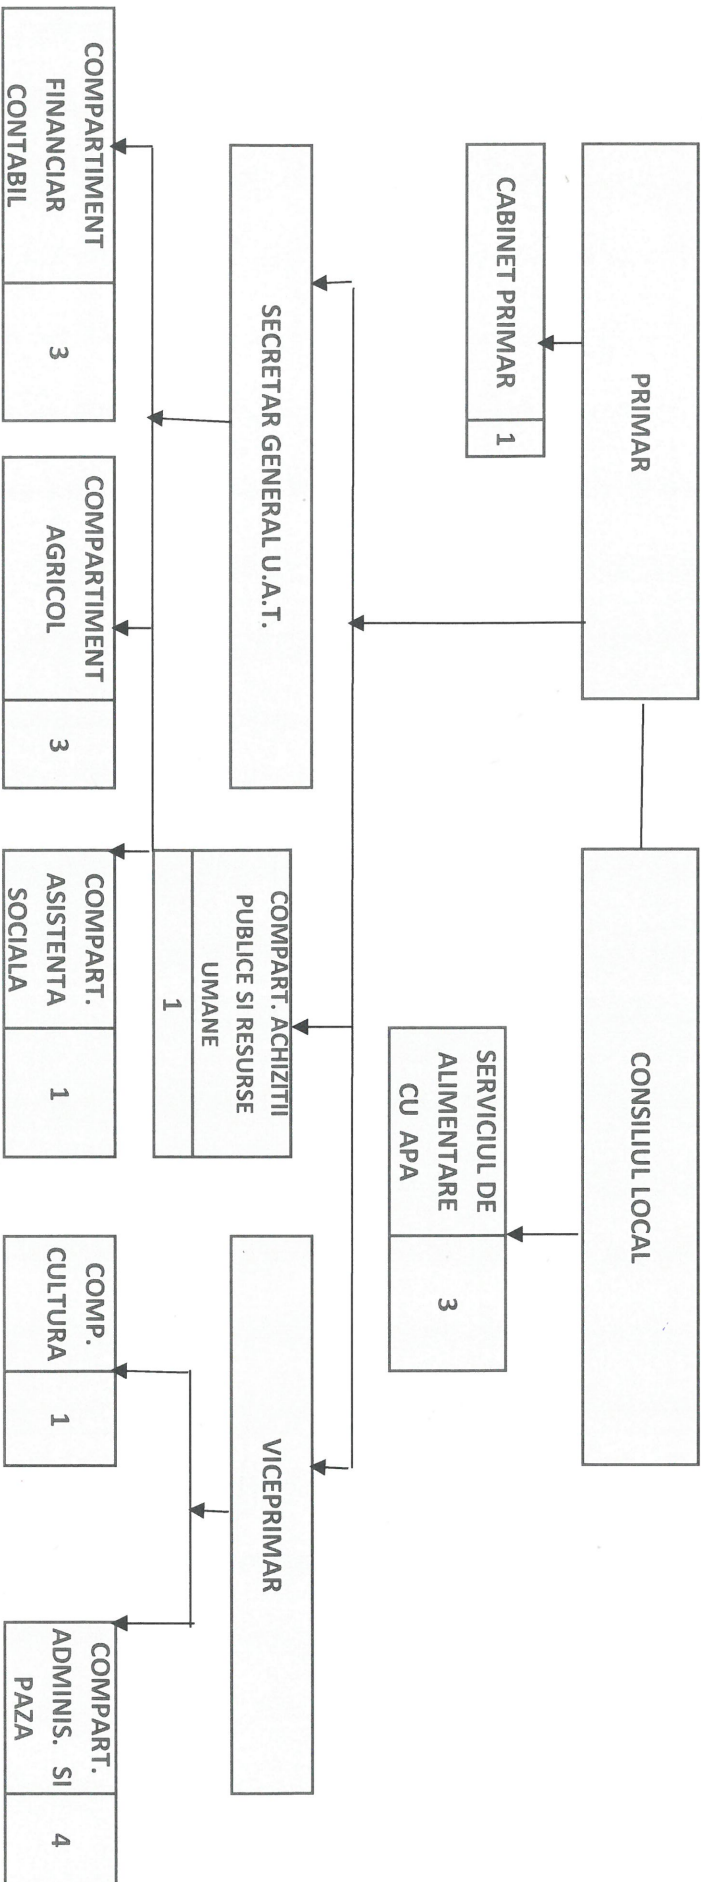 PRIMAR
CONSILIUL LOCAL
CABINET PRIMAR
1
SERVICIUL DE
ALIMENTARE
CU APA
3
SECRETAR GENERAL U.A.T.
COMPART. ACHIZITII
PUBLICE SI RESURSE
UMANE
1
VICEPRIMAR
COMPARTIMENT
FINANCIAR
CONTABIL
3
COMPARTIMENT
AGRICOL
3
COMPART.
ASISTENTA
SOCIALA
1
COMP.
CULTURA
1
COMPART.
ADMINIS. SI
PAZA
4